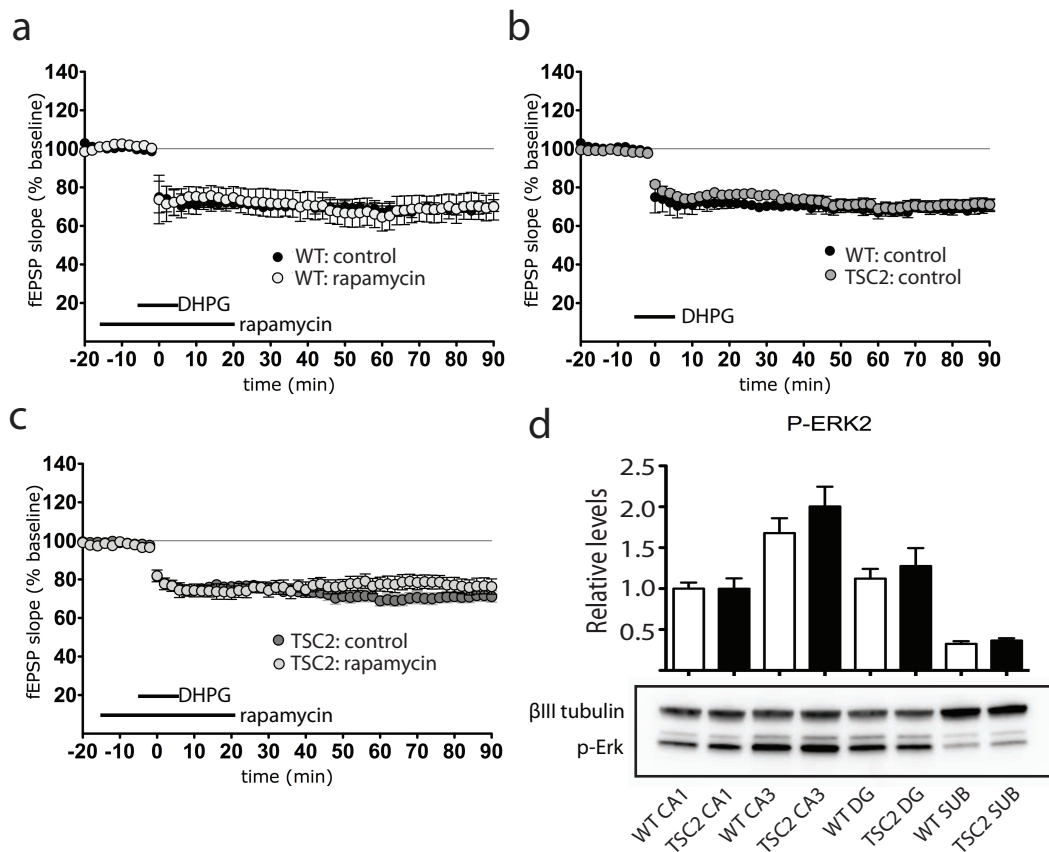 a
140
120
100
80
60
40
20
fEPSP slope (% baseline)
WT: control
WT: rapamycin
DHPG
rapamycin
-20 -10 0 10 20 30 40 50 60 70 80 90
time (min)
b
140
120
100
80
60
40
20
fEPSP slope (% baseline)
WT: control
TSC2: control
DHPG
-20 -10 0 10 20 30 40 50 60 70 80 90
time (min)
c
140
120
100
80
60
40
20
fEPSP slope (% baseline)
TSC2: control
TSC2: rapamycin
DHPG
rapamycin
-20 -10 0 10 20 30 40 50 60 70 80 90
time (min)
d
P-ERK2
2.5
2.0
1.5
1.0
0.5
Relative levels
βIII tubulin
p-Erk
WT CA1
TSC2 CA1
WT CA3
TSC2 CA3
WT DG
TSC2 DG
WT SUB
TSC2 SUB